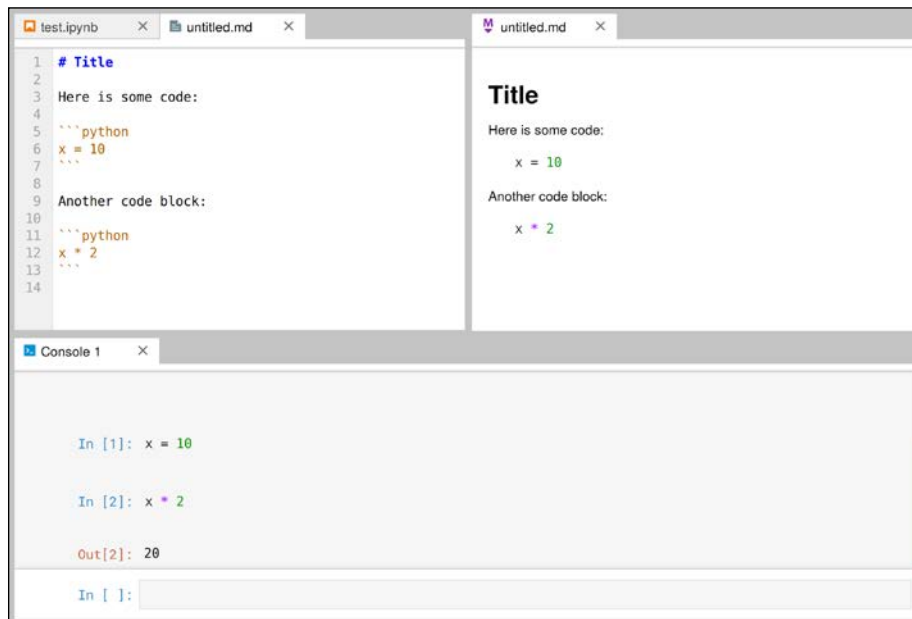 test.ipynb
untitled.md
1 # Title
2
3 Here is some code:
4
5 ```python
6 x = 10
7 ```
8
9 Another code block:
10
11 ```python
12 x * 2
13 ```
14
untitled.md
Title
Here is some code:
x = 10
Another code block:
x * 2
Console 1
In [1]: x = 10
In [2]: x * 2
Out[2]: 20
In [ ]: